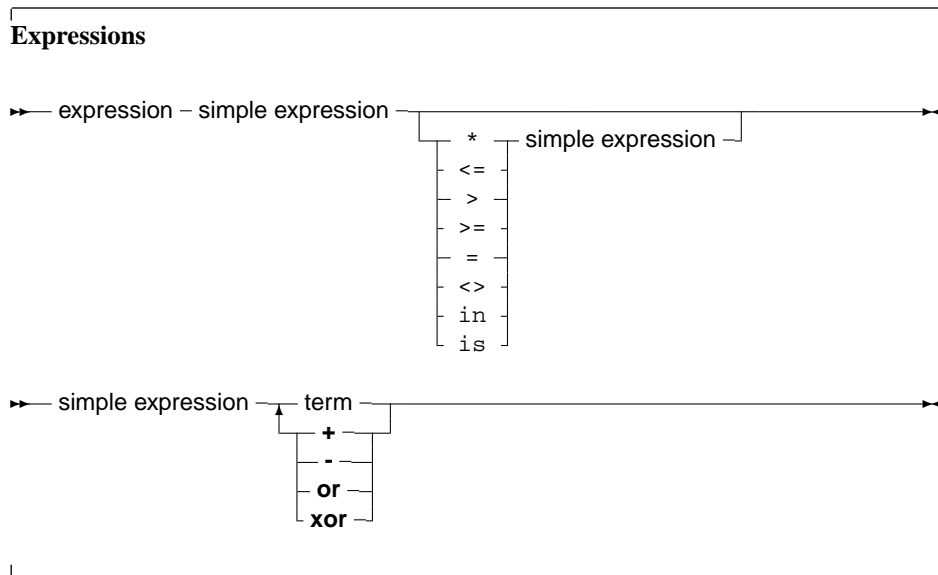 Expressions
expression simple expression
* simple expression
<=
>
>=
=
<>
in
is
simple expression term
+
-
or
xor